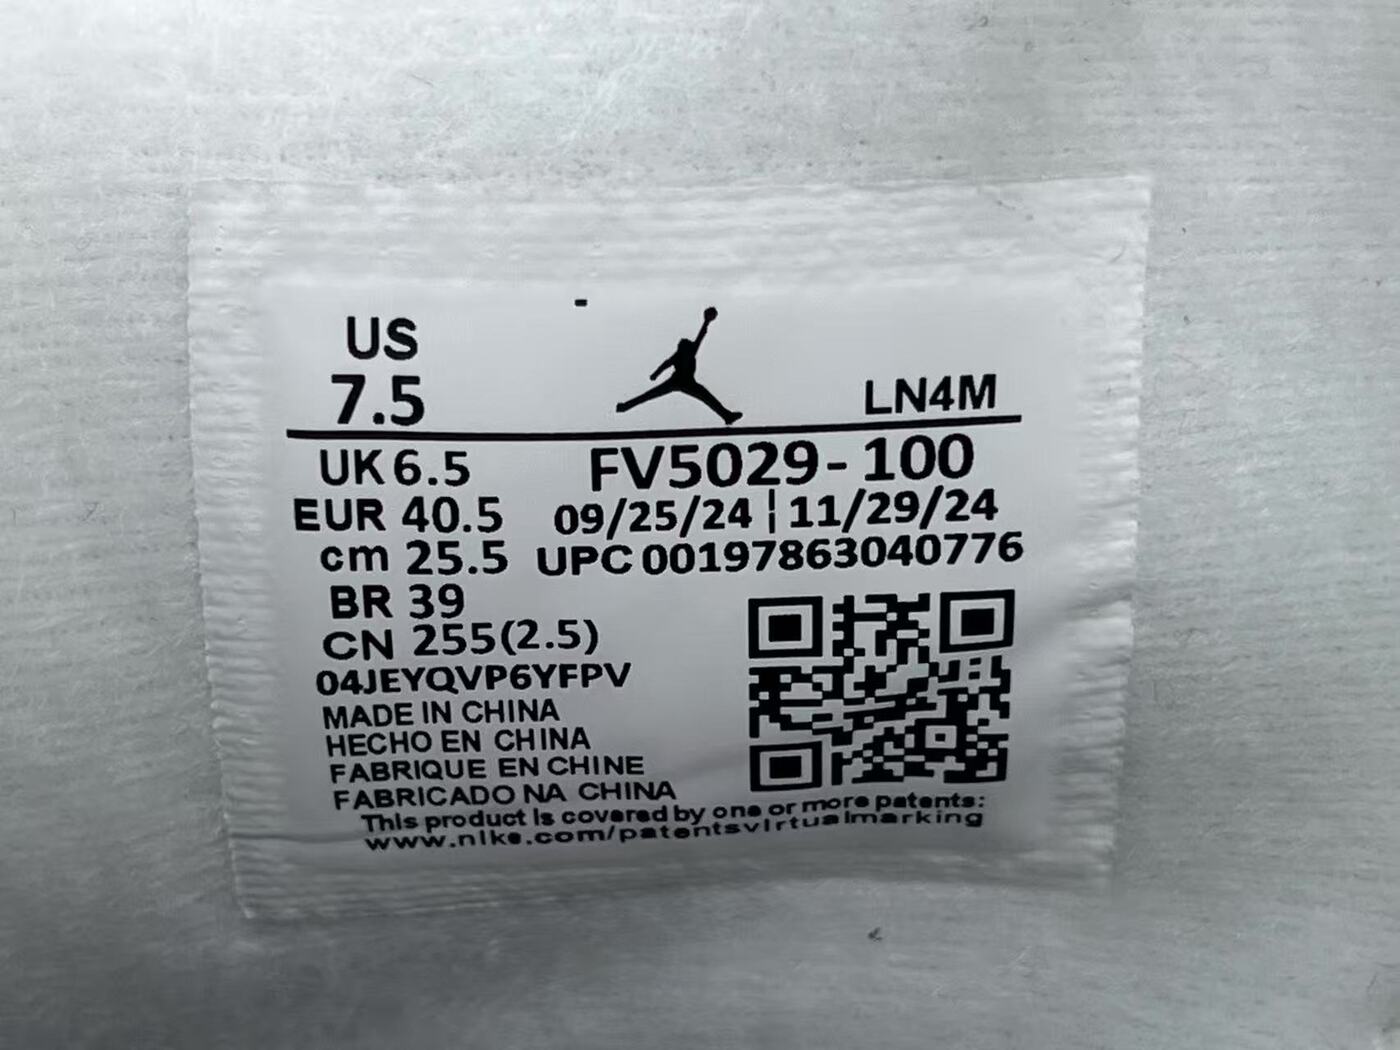 US
7.5
LN4M
UK 6.5
FV5029-100
EUR 40.5
09/25/24 | 11/29/24
cm 25.5
UPC 00197863040776
BR 39
CN 255(2.5)
04JEYQVP6YFPV
MADE IN CHINA
HECHO EN CHINA
FABRIQUE EN CHINE
FABRICADO NA CHINA
This product is covered by one or more patents:
www.nike.com/patentsvirtualmarking